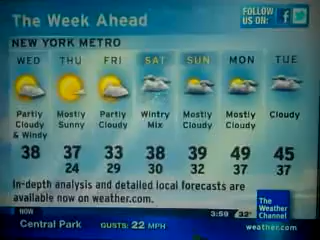 The Week Ahead
FOLLOW
US ON: f
NEW YORK METRO
WED THU FRI SAT SUN MON TUE
Partly Cloudy & Windy
Mostly Sunny
Partly Cloudy
Wintry Mix
Mostly Cloudy
Mostly Cloudy
Cloudy
38 37 33 38 39 49 45
24 29 30 32 37 37
In-depth analysis and detailed local forecasts are
available now on weather.com.
The
Weather
Channel
weather.com
NOW 3:59 32°
Central Park GUSTS: 22 MPH